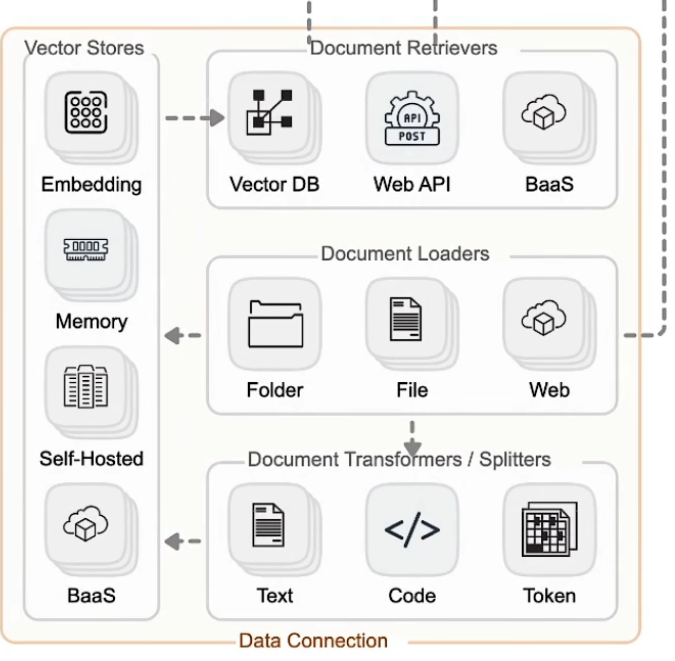 Vector Stores
Embedding
Memory
Self-Hosted
BaaS
Document Retrievers
Vector DB
API
POST
Web API
BaaS
Document Loaders
Folder
File
Web
Document Transformers / Splitters
Text
</>
Code
Token
Data Connection